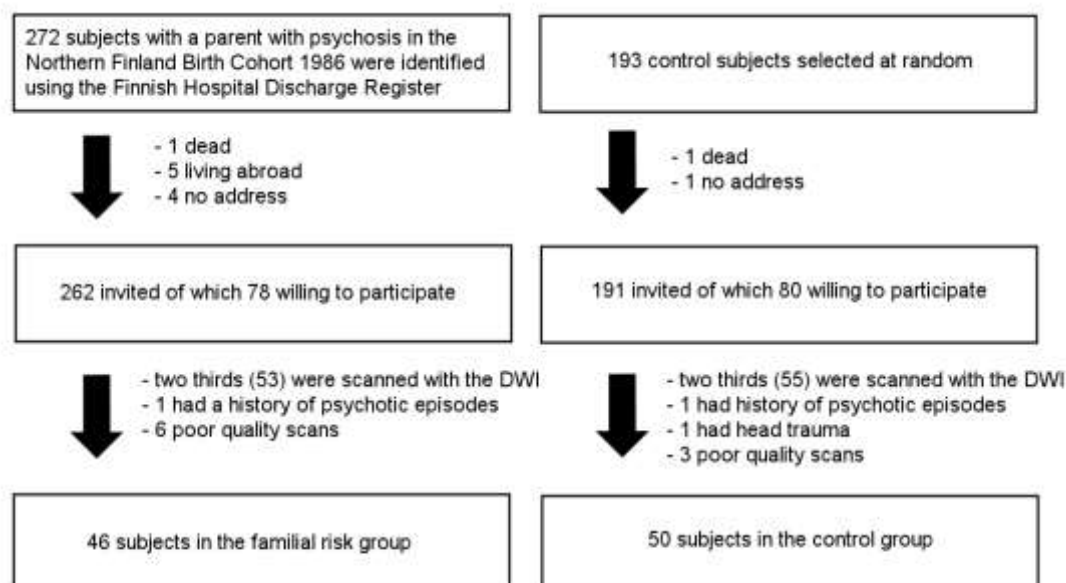 272 subjects with a parent with psychosis in the
Northern Finland Birth Cohort 1986 were identified
using the Finnish Hospital Discharge Register
193 control subjects selected at random
- 1 dead
- 5 living abroad
- 4 no address
- 1 dead
- 1 no address
262 invited of which 78 willing to participate
191 invited of which 80 willing to participate
- two thirds (53) were scanned with the DWI
- 1 had a history of psychotic episodes
- 6 poor quality scans
- two thirds (55) were scanned with the DWI
- 1 had history of psychotic episodes
- 1 had head trauma
- 3 poor quality scans
46 subjects in the familial risk group
50 subjects in the control group